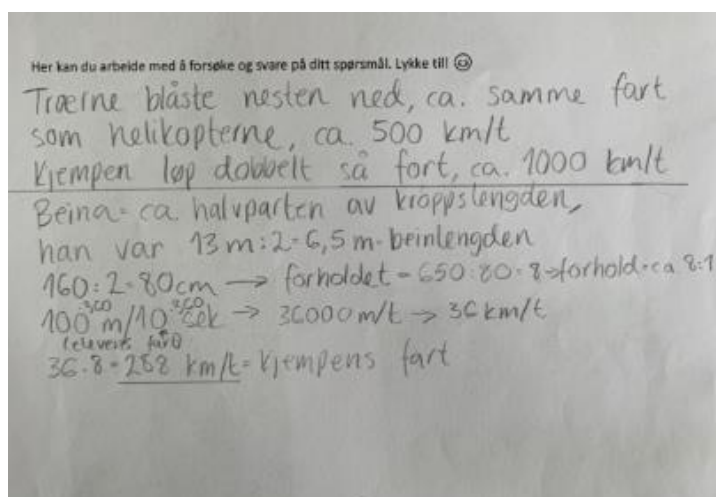 Her kan du arbeide med å forsøke og svare på ditt spørsmål. Lykke til! ☺
Trærne blåste nesten ned, ca. samme fart
som helikopterne, ca. 500 km/t
Kjempen løp dobbelt så fort, ca. 1000 km/t
Beina = ca. halvparten av kroppslengden,
han var 13 m : 2 = 6,5 m - beinlengden
160 : 2 = 80 cm → forholdet = 650 : 80 = 8 → forhold = ca 8:1
100 m/10 sek → 36000 m/t → 36 km/t
(elevens fart)
36 · 8 = 288 km/t = kjempens fart